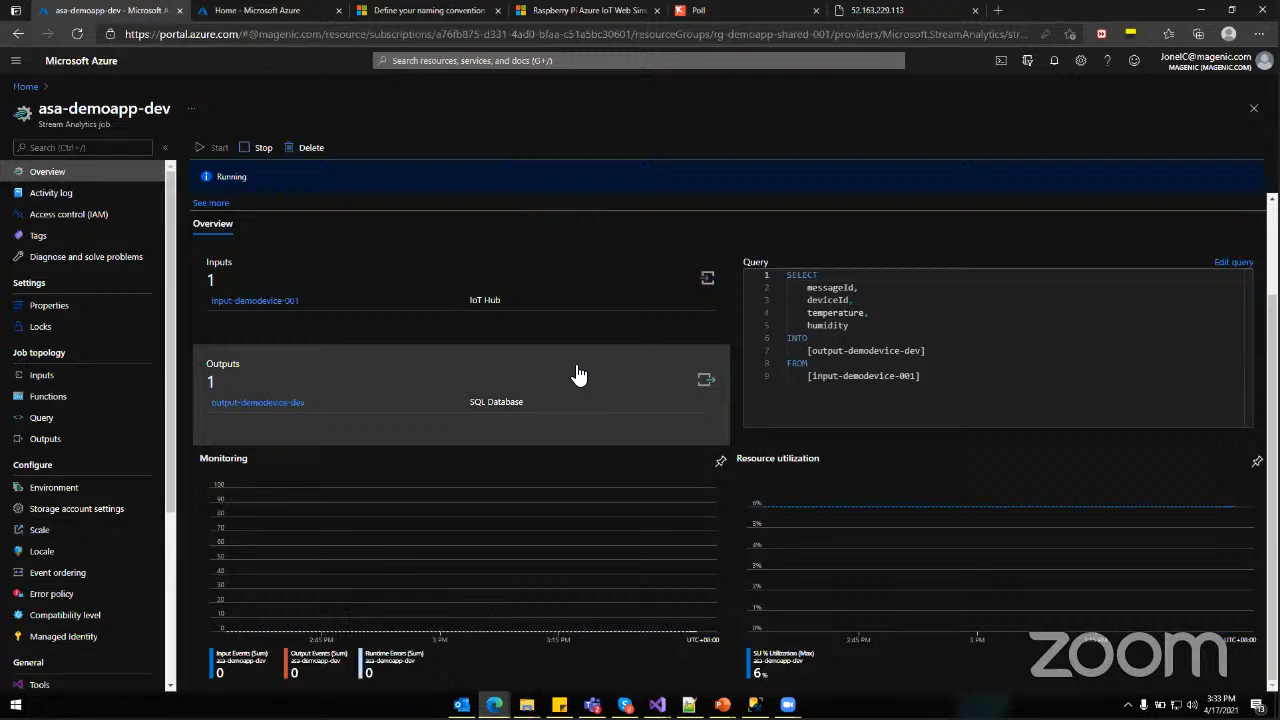 asa-demoapp-dev - Microsoft A
Home - Microsoft Azure
Define your naming convention
Raspberry Pi Azure IoT Web Simu
Poll
52.163.229.113
https://portal.azure.com/#@magenic.com/resource/subscriptions/a76fb875-d331-4ad0-bfaa-c51a5bc30601/resourceGroups/rg-demoapp-shared-001/providers/Microsoft.StreamAnalytics/stre...
Microsoft Azure
Search resources, services, and docs (G+/)
JonelC@magenic.com
MAGENIC (MAGENIC.COM)
Home >
asa-demoapp-dev
...
Stream Analytics job
Search (Ctrl+/)
«
Start
Stop
Delete
Overview
Activity log
Access control (IAM)
Tags
Diagnose and solve problems
Settings
Properties
Locks
Job topology
Inputs
Functions
Query
Outputs
Configure
Environment
Storage account settings
Scale
Locale
Event ordering
Error policy
Compatibility level
Managed Identity
General
Tools
Running
See more
Overview
Inputs
1
input-demodevice-001
IoT Hub
Outputs
1
output-demodevice-dev
SQL Database
Query
Edit query
1 SELECT
2 messageId,
3 deviceId,
4 temperature,
5 humidity
6 INTO
7 [output-demodevice-dev]
8 FROM
9 [input-demodevice-001]
Monitoring
100
90
80
70
60
50
40
30
20
10
0
2:45 PM
3 PM
3:15 PM
UTC+08:00
Input Events (Sum)
asa-demoapp-dev
0
Output Events (Sum)
asa-demoapp-dev
0
Runtime Errors (Sum)
asa-demoapp-dev
0
Resource utilization
6%
5%
4%
3%
2%
1%
0%
2:45 PM
3 PM
3:15 PM
UTC+08:00
SU % Utilization (Max)
asa-demoapp-dev
6%
zoom
3:33 PM
4/17/2021